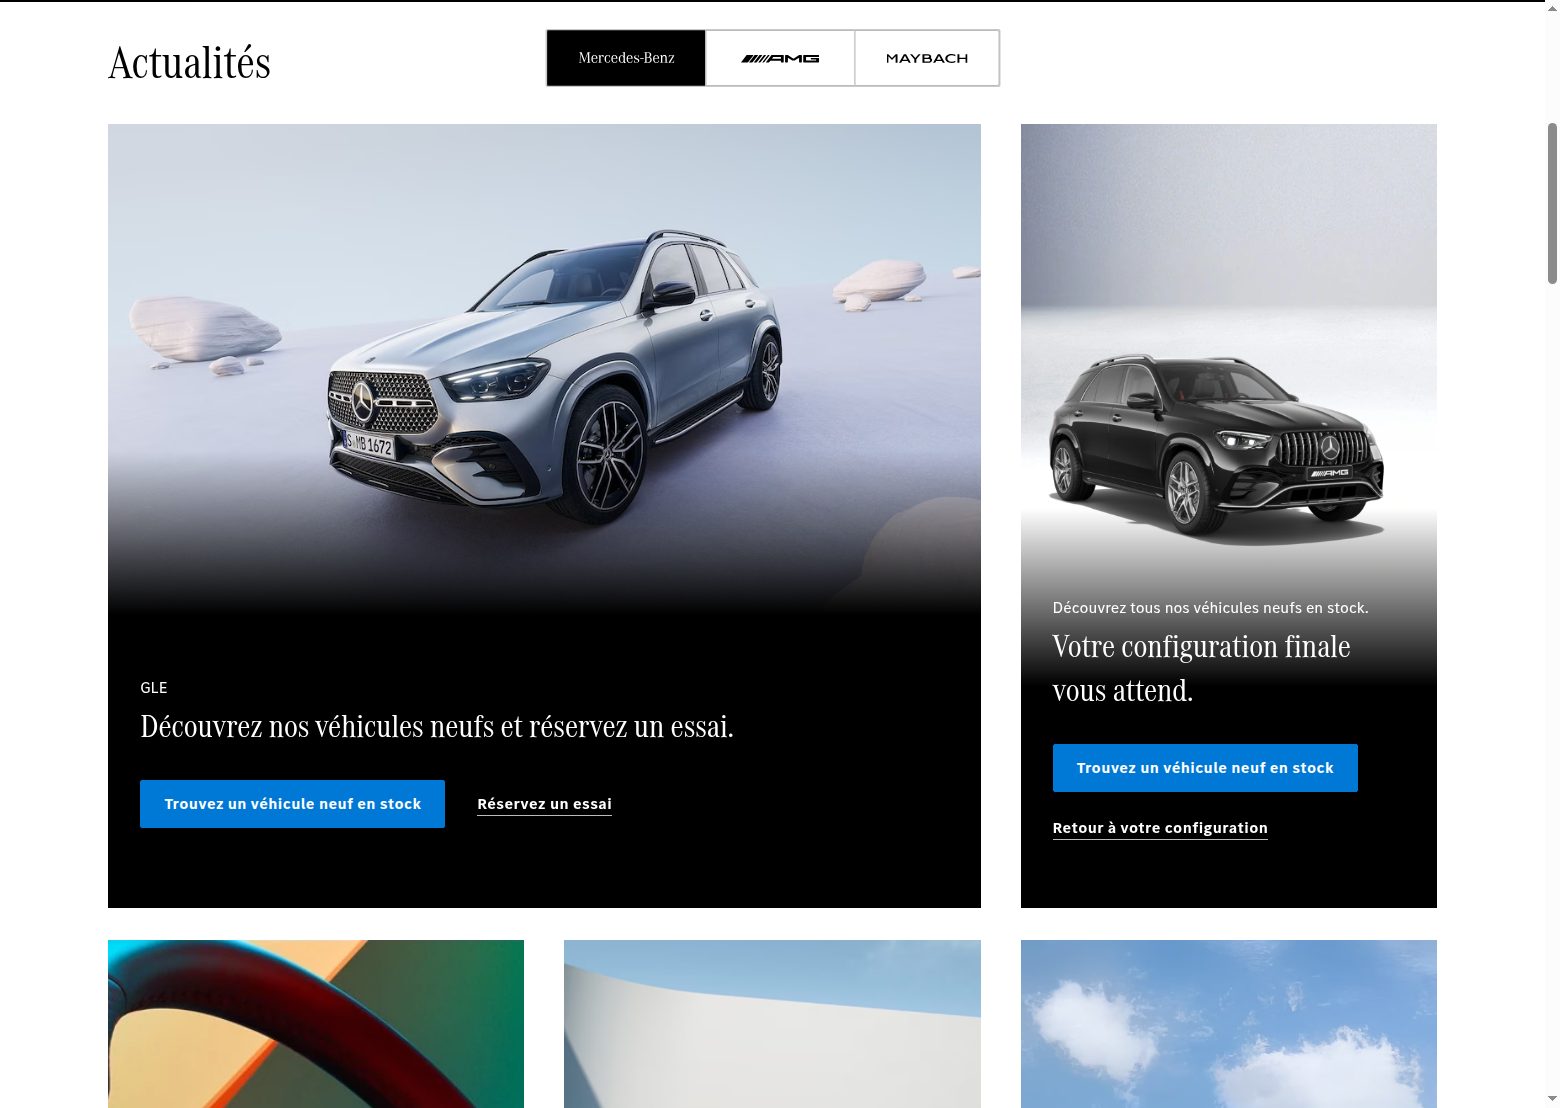 Actualités
Mercedes-Benz
AMG
MAYBACH
S MB 1672
AMG
GLE
Découvrez nos véhicules neufs et réservez un essai.
Trouvez un véhicule neuf en stock
Réservez un essai
Découvrez tous nos véhicules neufs en stock.
Votre configuration finale
vous attend.
Trouvez un véhicule neuf en stock
Retour à votre configuration